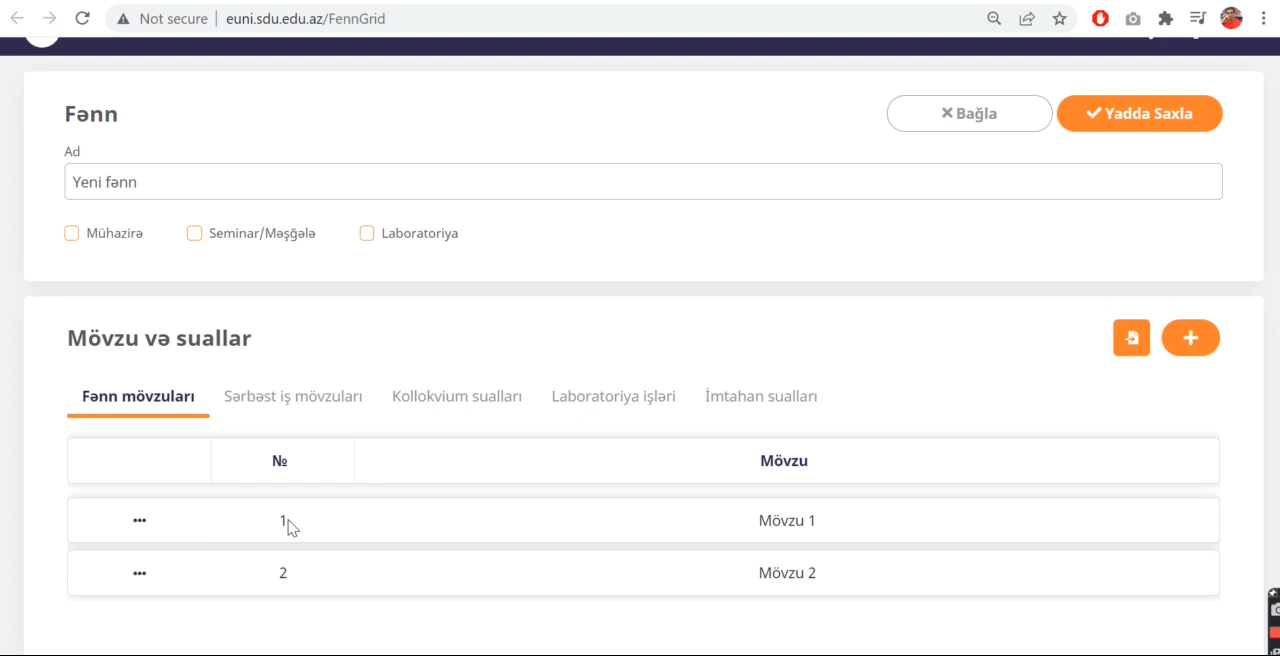 Not secure euni.sdu.edu.az/FennGrid
Fənn
Bağla
Yadda Saxla
Ad
Yeni fənn
Mühazirə Seminar/Məşğələ Laboratoriya
Mövzu və suallar
Fənn mövzuları Sərbəst iş mövzuları Kollokvium sualları Laboratoriya işləri İmtahan sualları
№ Mövzu
1 Mövzu 1
2 Mövzu 2